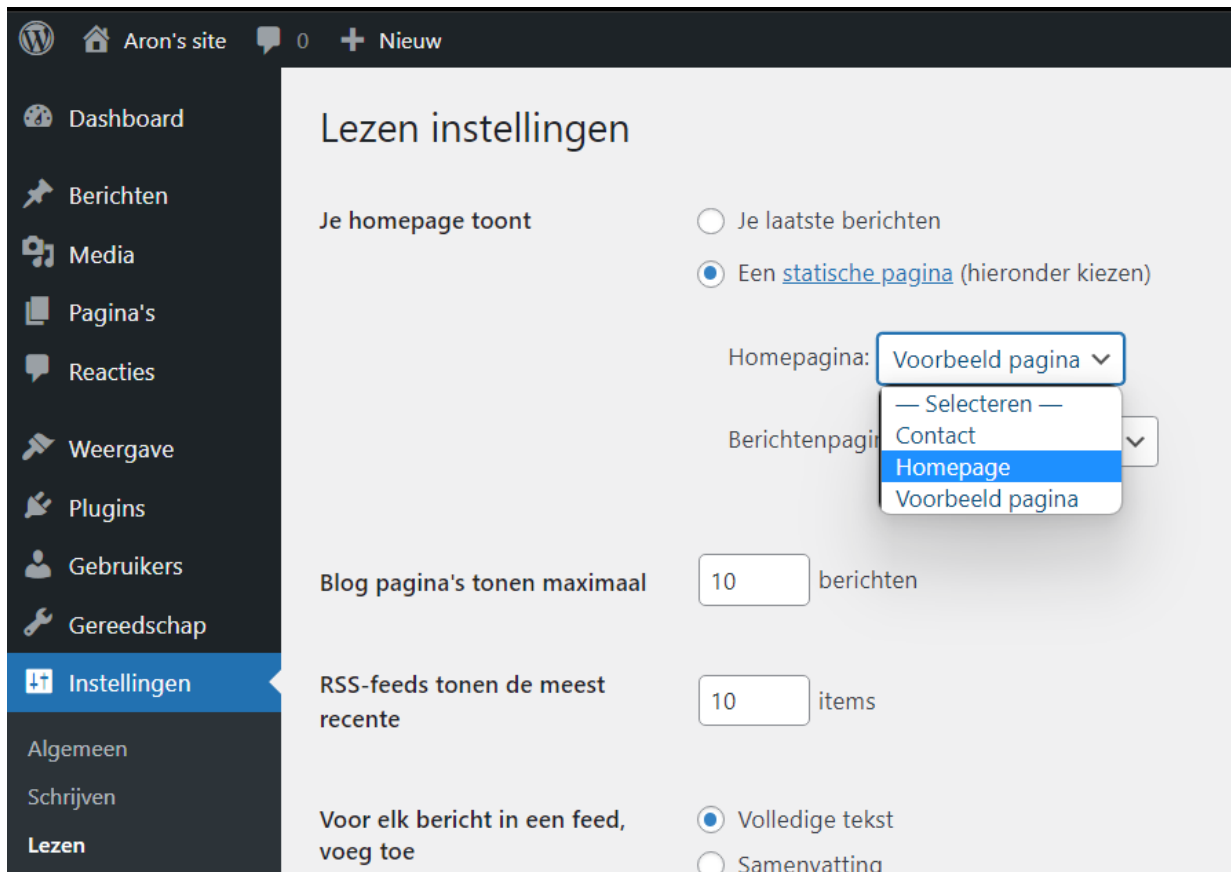 Aron's site 0 Nieuw
Dashboard
Berichten
Media
Pagina's
Reacties
Weergave
Plugins
Gebruikers
Gereedschap
Instellingen
Algemeen
Schrijven
Lezen
Lezen instellingen
Je homepage toont
Je laatste berichten
Een statische pagina (hieronder kiezen)
Homepagina: Voorbeeld pagina
— Selecteren —
Contact
Homepage
Voorbeeld pagina
Berichtenpagi
Blog pagina's tonen maximaal
10 berichten
RSS-feeds tonen de meest
recente
10 items
Voor elk bericht in een feed,
voeg toe
Volledige tekst
Samenvatting